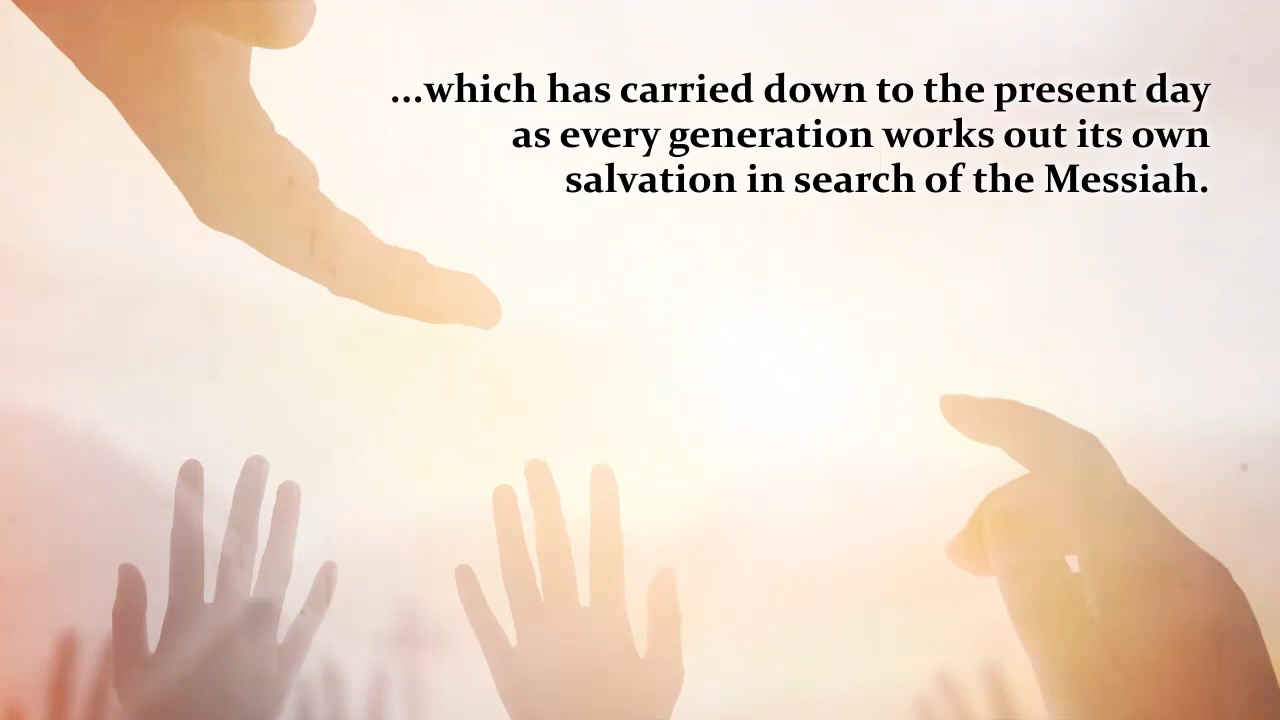 ...which has carried down to the present day
as every generation works out its own
salvation in search of the Messiah.